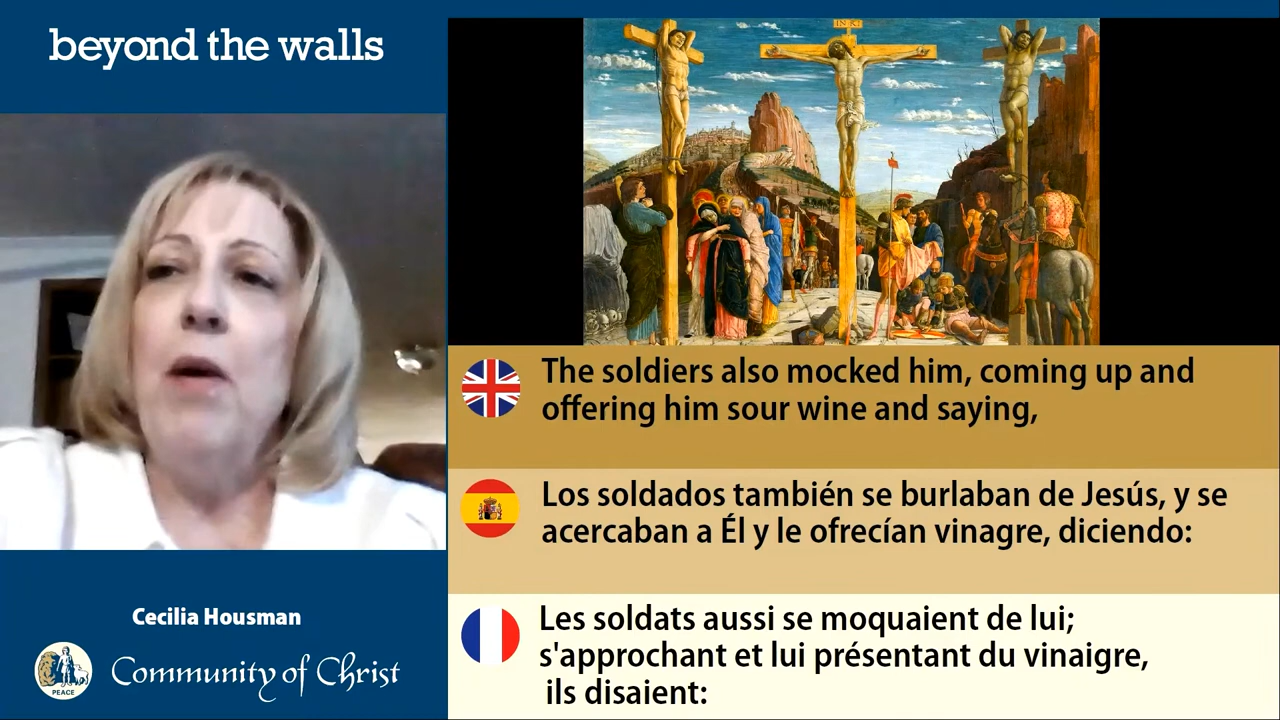 beyond the walls
INRI
The soldiers also mocked him, coming up and
offering him sour wine and saying,
Los soldados también se burlaban de Jesús, y se
acercaban a Él y le ofrecían vinagre, diciendo:
Les soldats aussi se moquaient de lui;
s'approchant et lui présentant du vinaigre,
ils disaient:
Cecilia Housman
PEACE
Community of Christ